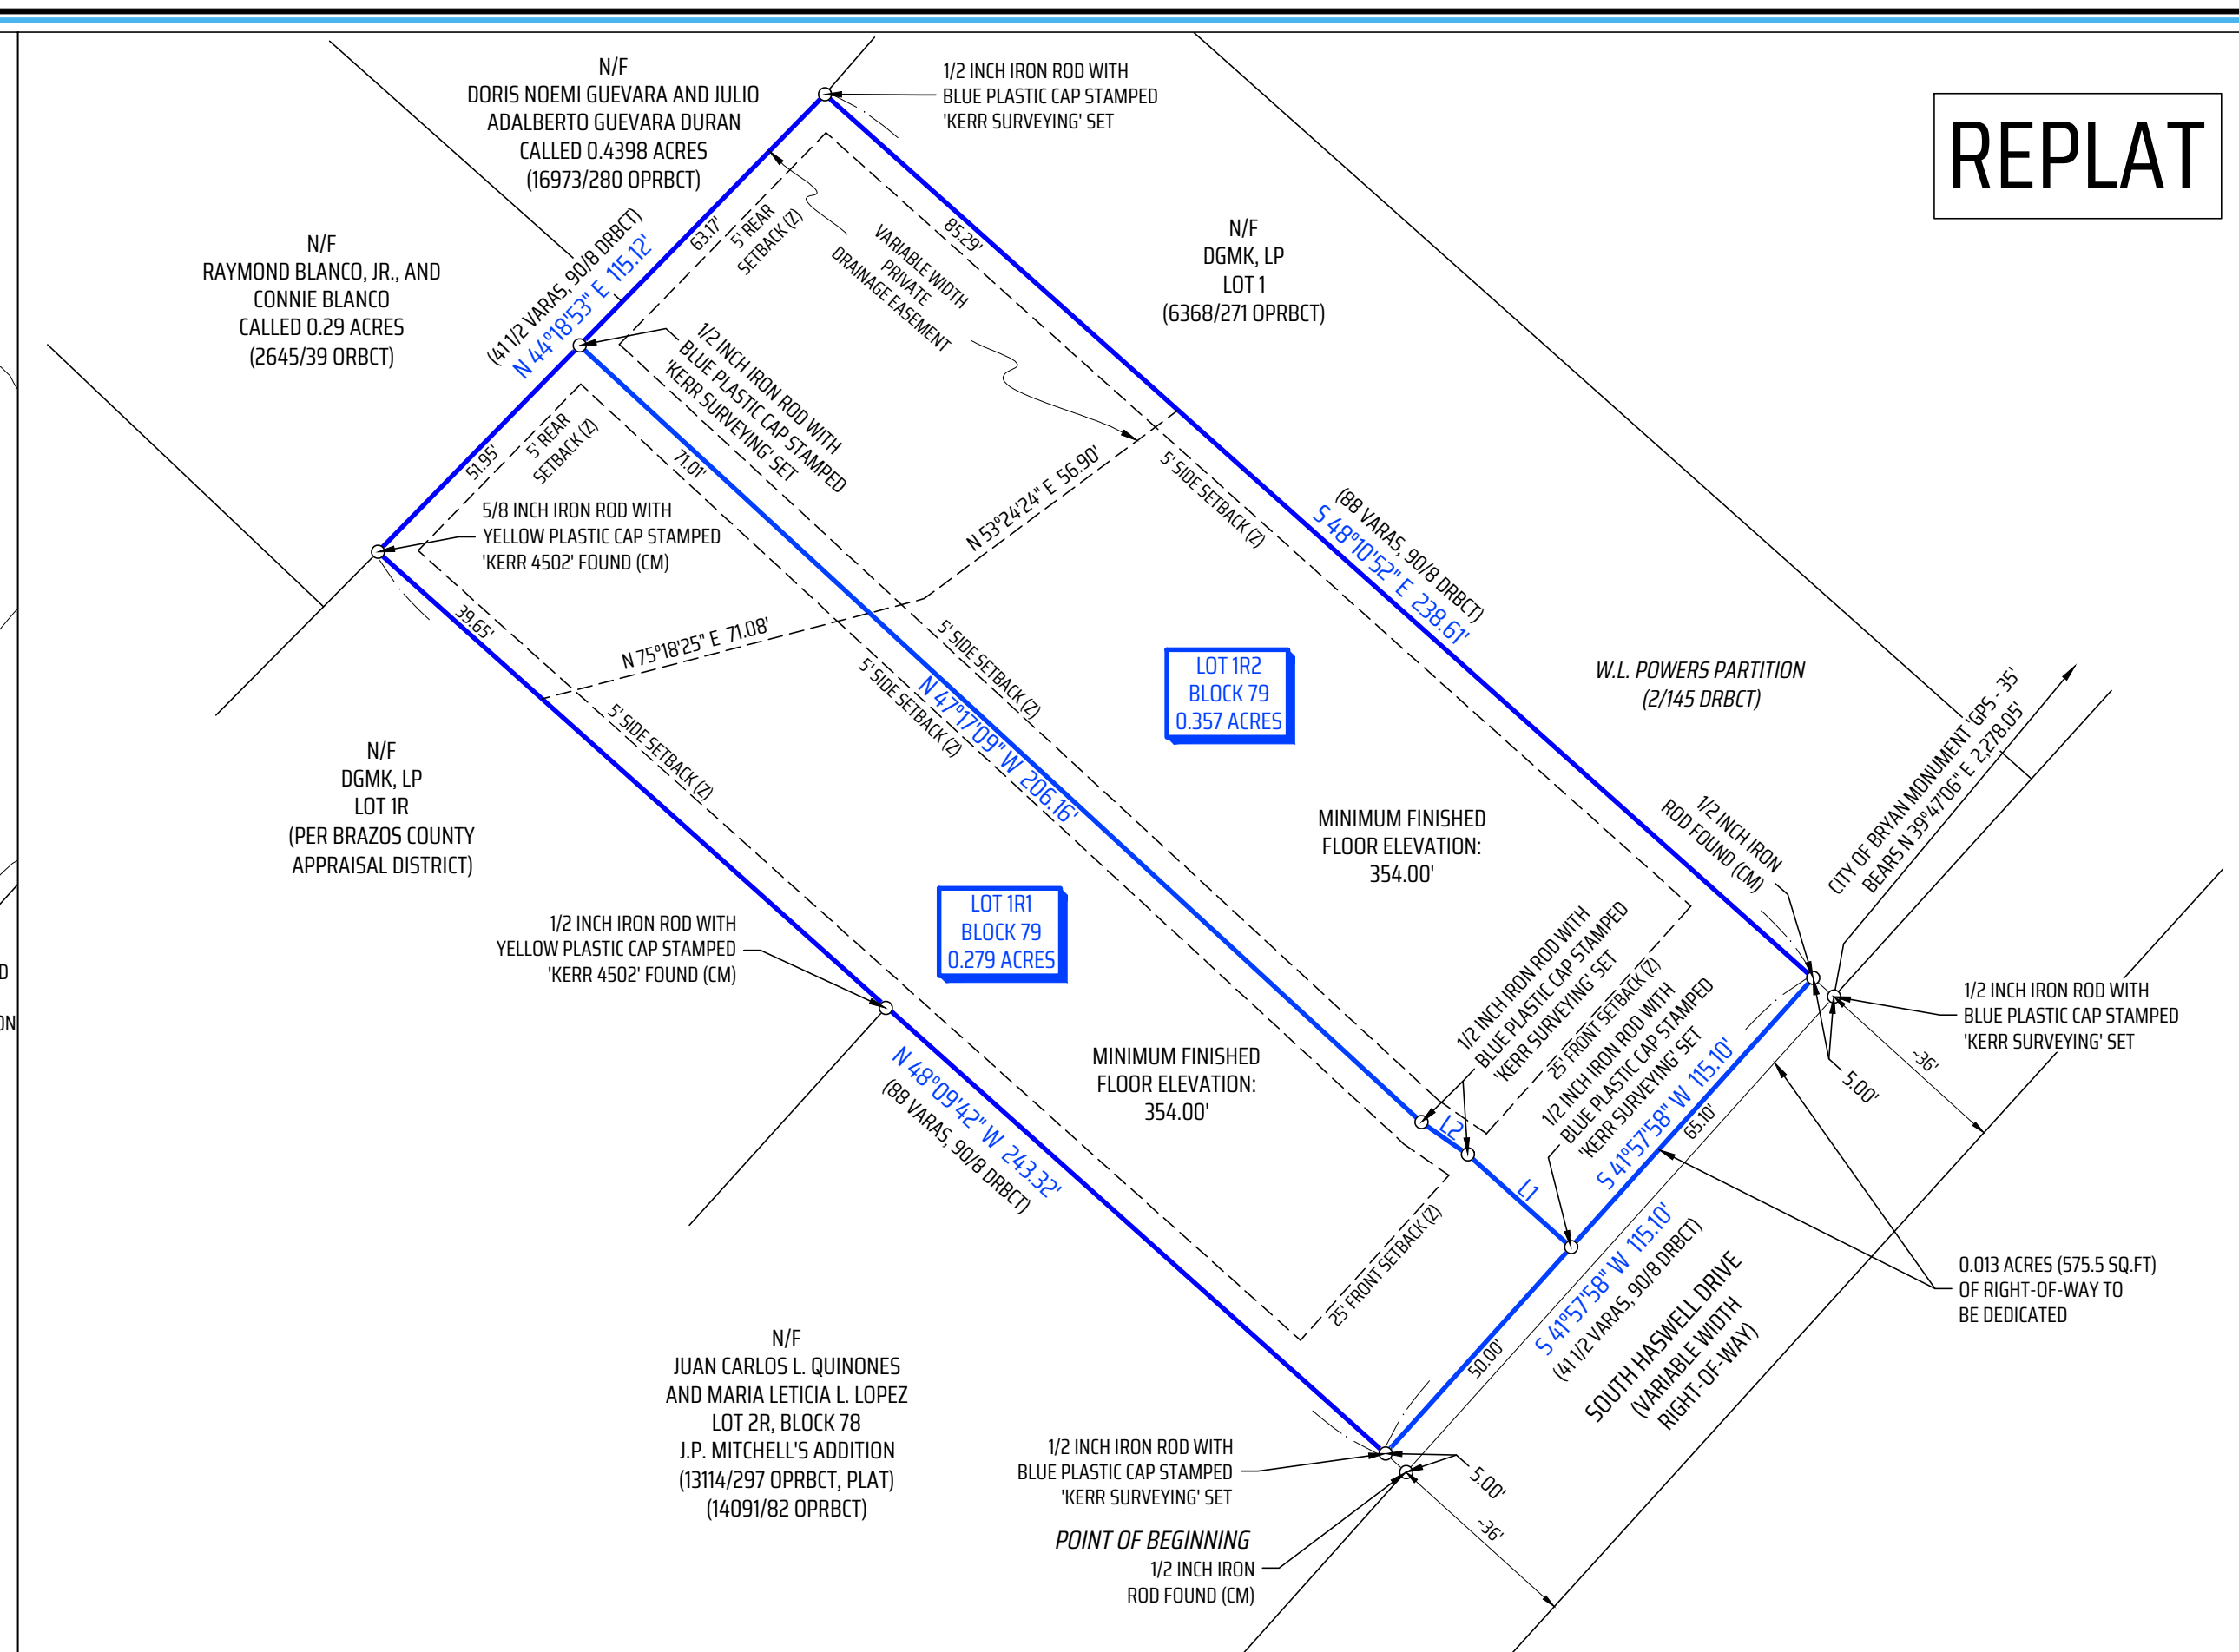 REPLAT
N/F
DORIS NOEMI GUEVARA AND JULIO
ADALBERTO GUEVARA DURAN
CALLED 0.4398 ACRES
(16973/280 OPRBCT)
1/2 INCH IRON ROD WITH
BLUE PLASTIC CAP STAMPED
'KERR SURVEYING' SET
N/F
RAYMOND BLANCO, JR., AND
CONNIE BLANCO
CALLED 0.29 ACRES
(2645/39 ORBCT)
(41 1/2 VARAS, 90/8 DRBCT)
N 44°18'53" E 115.12'
63.17'
5' REAR
SETBACK (Z)
VARIABLE WIDTH
PRIVATE
DRAINAGE EASEMENT
85.29'
N/F
DGMK, LP
LOT 1
(6368/271 OPRBCT)
1/2 INCH IRON ROD WITH
BLUE PLASTIC CAP STAMPED
'KERR SURVEYING' SET
51.95'
5' REAR
SETBACK (Z)
71.01'
5/8 INCH IRON ROD WITH
YELLOW PLASTIC CAP STAMPED
'KERR 4502' FOUND (CM)
N 53°24'24" E 56.90'
5' SIDE SETBACK (Z)
(88 VARAS, 90/8 DRBCT)
S 48°10'52" E 238.61'
39.65'
N 75°18'25" E 71.08'
5' SIDE SETBACK (Z)
5' SIDE SETBACK (Z)
N 47°17'09" W 206.16'
LOT 1R2
BLOCK 79
0.357 ACRES
W.L. POWERS PARTITION
(2/145 DRBCT)
CITY OF BRYAN MONUMENT 'GPS - 35'
BEARS N 39°47'06" E 2,278.05'
5' SIDE SETBACK (Z)
N/F
DGMK, LP
LOT 1R
(PER BRAZOS COUNTY
APPRAISAL DISTRICT)
MINIMUM FINISHED
FLOOR ELEVATION:
354.00'
1/2 INCH IRON
ROD FOUND (CM)
LOT 1R1
BLOCK 79
0.279 ACRES
1/2 INCH IRON ROD WITH
YELLOW PLASTIC CAP STAMPED
'KERR 4502' FOUND (CM)
D
ON
1/2 INCH IRON ROD WITH
BLUE PLASTIC CAP STAMPED
'KERR SURVEYING' SET
25' FRONT SETBACK (Z)
1/2 INCH IRON ROD WITH
BLUE PLASTIC CAP STAMPED
'KERR SURVEYING' SET
1/2 INCH IRON ROD WITH
BLUE PLASTIC CAP STAMPED
'KERR SURVEYING' SET
~36'
5.00'
MINIMUM FINISHED
FLOOR ELEVATION:
354.00'
N 48°09'42" W 243.32'
(88 VARAS, 90/8 DRBCT)
L2
L1
S 41°57'58" W 115.10'
65.10'
25' FRONT SETBACK (Z)
S 41°57'58" W 115.10'
(41 1/2 VARAS, 90/8 DRBCT)
50.00'
SOUTH HASWELL DRIVE
(VARIABLE WIDTH
RIGHT-OF-WAY)
0.013 ACRES (575.5 SQ.FT)
OF RIGHT-OF-WAY TO
BE DEDICATED
N/F
JUAN CARLOS L. QUINONES
AND MARIA LETICIA L. LOPEZ
LOT 2R, BLOCK 78
J.P. MITCHELL'S ADDITION
(13114/297 OPRBCT, PLAT)
(14091/82 OPRBCT)
1/2 INCH IRON ROD WITH
BLUE PLASTIC CAP STAMPED
'KERR SURVEYING' SET
5.00'
~36'
POINT OF BEGINNING
1/2 INCH IRON
ROD FOUND (CM)